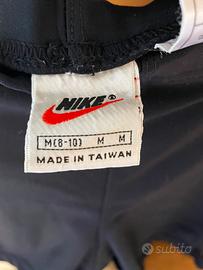 NIKE ®
M(8-10) M M
MADE IN TAIWAN
subito